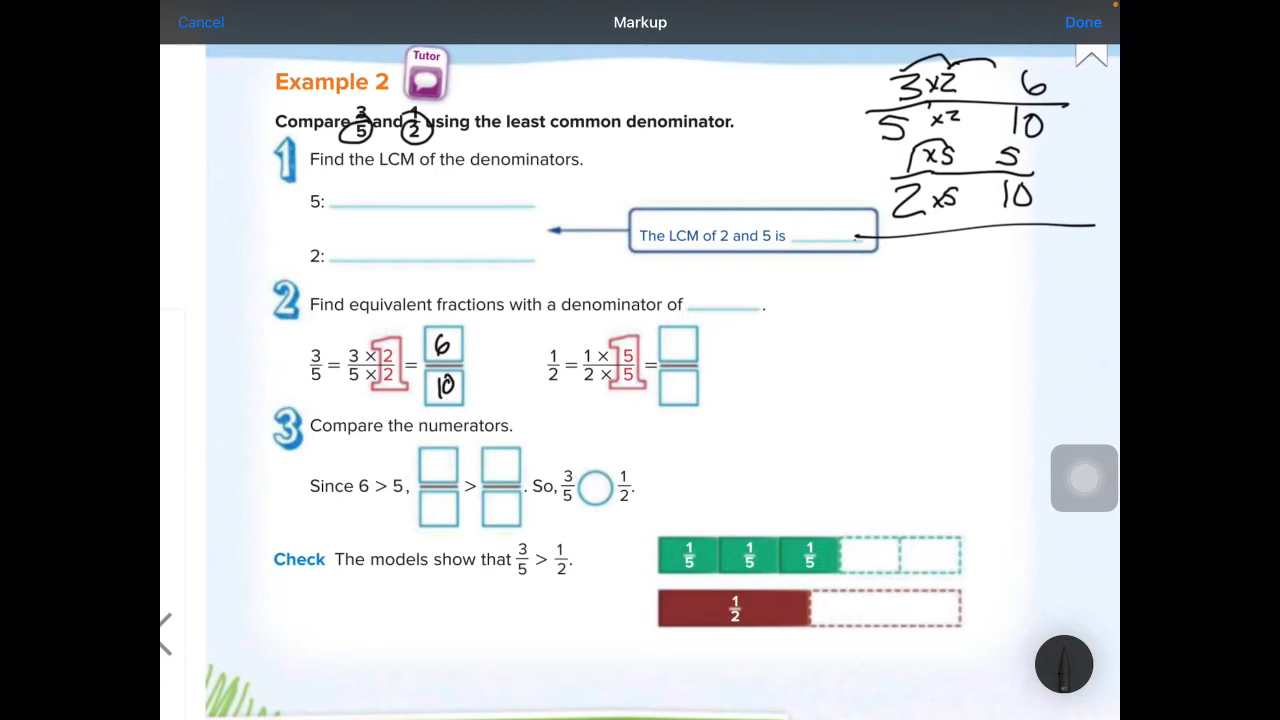 Cancel
Markup
Done
Example 2
Tutor
Compare 3/5 and 1/2 using the least common denominator.
3 ×2 6
5 ×2 10
1 ×5 5
2 ×5 10
1 Find the LCM of the denominators.
5:
The LCM of 2 and 5 is
2:
2 Find equivalent fractions with a denominator of .
3/5 = 3 × 2/5 × 2 = 6/10
1/2 = 1 × 5/2 × 5 =
3 Compare the numerators.
Since 6 > 5, > . So, 3/5 1/2.
Check The models show that 3/5 > 1/2.
1/5 1/5 1/5
1/2